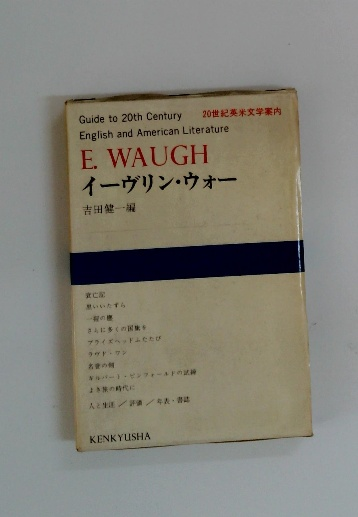 Guide to 20th Century
20世紀英米文学案内
English and American Literature
E. WAUGH
イーヴリン・ウォー
吉田健一編
衰亡記
黒いいたずら
一握の塵
さらに多くの国旗を
ブライズヘッドふたたび
ラヴド・ワン
名誉の剣
ギルバート・ピンフォールドの試練
より
時代に
人と生涯／評価／年表・書誌
KENKYUSHA